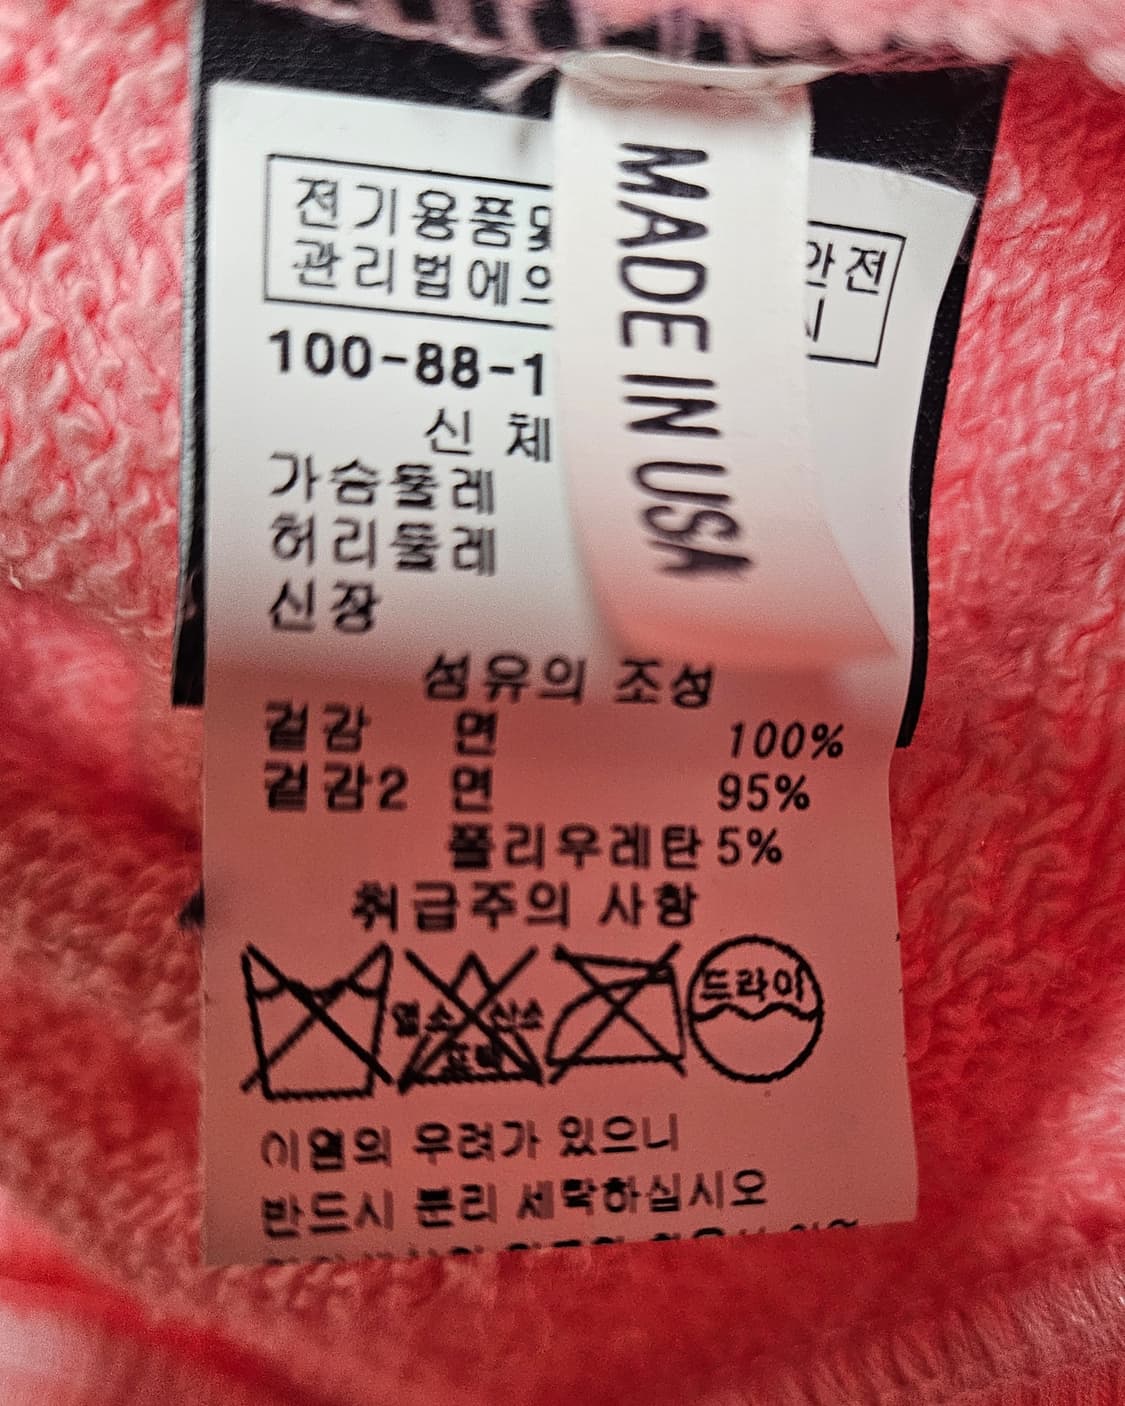 전기용품및
안전
관리법에의
시
MADE IN USA
100-88-1
신 체
가슴둘레
허리둘레
신장
섬유의 조성
겉감 면 100%
겉감2 면 95%
폴리우레탄 5%
취급주의 사항
염소 산소
표백
드라이
이염의 우려가 있으니
반드시 분리 세탁하십시오